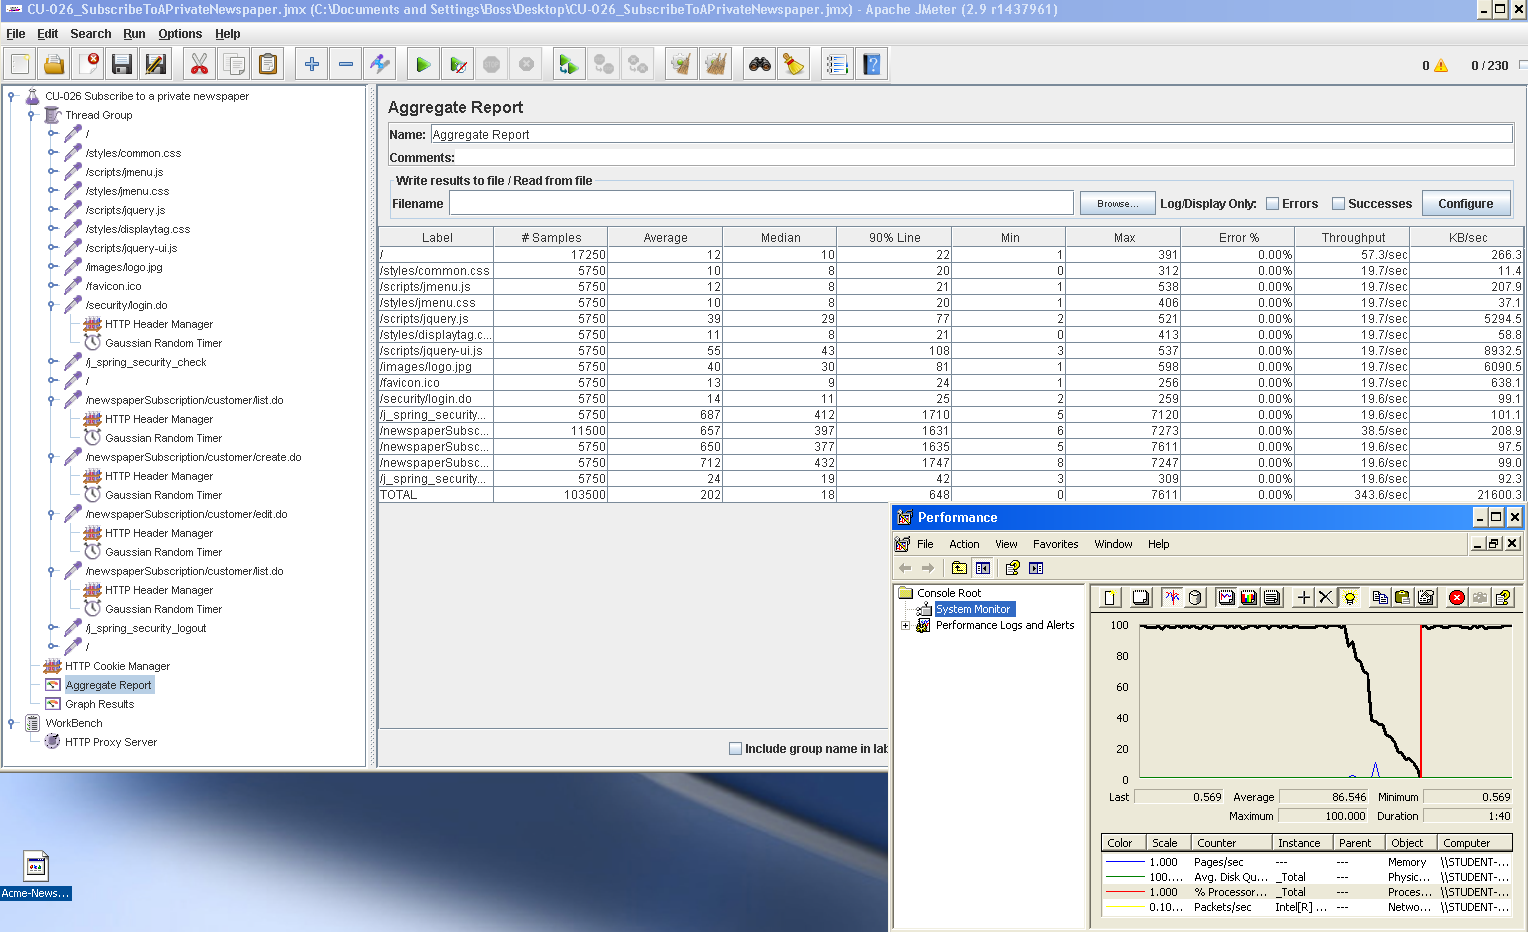 CU-026_SubscribeToAPrivateNewspaper.jmx (C:\Documents and Settings\Boss\Desktop\CU-026_SubscribeToAPrivateNewspaper.jmx) - Apache JMeter (2.9 r1437961)
File Edit Search Run Options Help
0 0 / 230
CU-026 Subscribe to a private newspaper
Thread Group
/
/styles/common.css
/scripts/jmenu.js
/styles/jmenu.css
/scripts/jquery.js
/styles/displaytag.css
/scripts/jquery-ui.js
/images/logo.jpg
/favicon.ico
/security/login.do
HTTP Header Manager
Gaussian Random Timer
/j_spring_security_check
/
/newspaperSubscription/customer/list.do
HTTP Header Manager
Gaussian Random Timer
/newspaperSubscription/customer/create.do
HTTP Header Manager
Gaussian Random Timer
/newspaperSubscription/customer/edit.do
HTTP Header Manager
Gaussian Random Timer
/newspaperSubscription/customer/list.do
HTTP Header Manager
Gaussian Random Timer
/j_spring_security_logout
/
HTTP Cookie Manager
Aggregate Report
Graph Results
WorkBench
HTTP Proxy Server
Aggregate Report
Name: Aggregate Report
Comments:
Write results to file / Read from file
Filename Browse... Log/Display Only: Errors Successes Configure
Label # Samples Average Median 90% Line Min Max Error % Throughput KB/sec
/ 17250 12 10 22 1 391 0.00% 57.3/sec 266.3
/styles/common.css 5750 10 8 20 0 312 0.00% 19.7/sec 11.4
/scripts/jmenu.js 5750 12 8 21 1 538 0.00% 19.7/sec 207.9
/styles/jmenu.css 5750 10 8 20 1 406 0.00% 19.7/sec 37.1
/scripts/jquery.js 5750 39 29 77 2 521 0.00% 19.7/sec 5294.5
/styles/displaytag.c... 5750 11 8 21 0 413 0.00% 19.7/sec 58.8
/scripts/jquery-ui.js 5750 55 43 108 3 537 0.00% 19.7/sec 8932.5
/images/logo.jpg 5750 40 30 81 1 598 0.00% 19.7/sec 6090.5
/favicon.ico 5750 13 9 24 1 256 0.00% 19.7/sec 638.1
/security/login.do 5750 14 11 25 2 259 0.00% 19.6/sec 99.1
/j_spring_security... 5750 687 412 1710 5 7120 0.00% 19.6/sec 101.1
/newspaperSubsc... 11500 657 397 1631 6 7273 0.00% 38.5/sec 208.9
/newspaperSubsc... 5750 650 377 1635 5 7611 0.00% 19.6/sec 97.5
/newspaperSubsc... 5750 712 432 1747 8 7247 0.00% 19.6/sec 99.0
/j_spring_security... 5750 24 19 42 3 309 0.00% 19.6/sec 92.3
TOTAL 103500 202 18 648 0 7611 0.00% 343.6/sec 21600.3
Include group name in lab
Performance
File Action View Favorites Window Help
Console Root
System Monitor
Performance Logs and Alerts
100
80
60
40
20
0
Last 0.569 Average 86.546 Minimum 0.569
Maximum 100.000 Duration 1:40
Color Scale Counter Instance Parent Object Computer
1.000 Pages/sec --- --- Memory \\STUDENT-...
100.... Avg. Disk Qu... _Total --- Physic... \\STUDENT-...
1.000 % Processor... _Total --- Proces... \\STUDENT-...
0.10... Packets/sec Intel[R] ... --- Netwo... \\STUDENT-...
Acme-News...